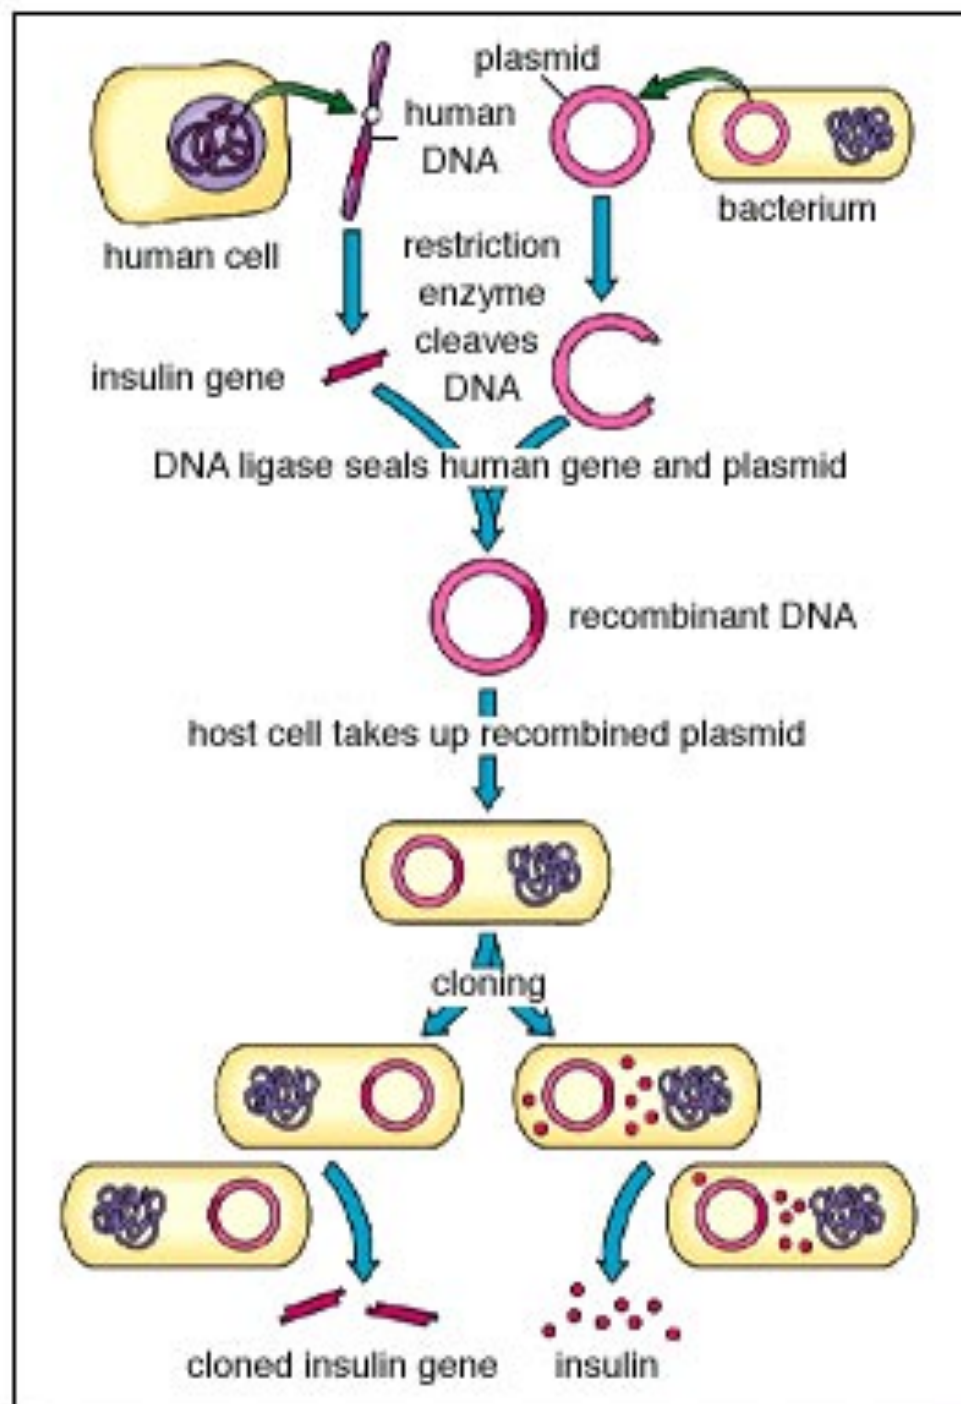 plasmid
human
DNA
bacterium
human cell
restriction
enzyme
cleaves
DNA
insulin gene
DNA ligase seals human gene and plasmid
recombinant DNA
host cell takes up recombined plasmid
cloning
cloned insulin gene
insulin